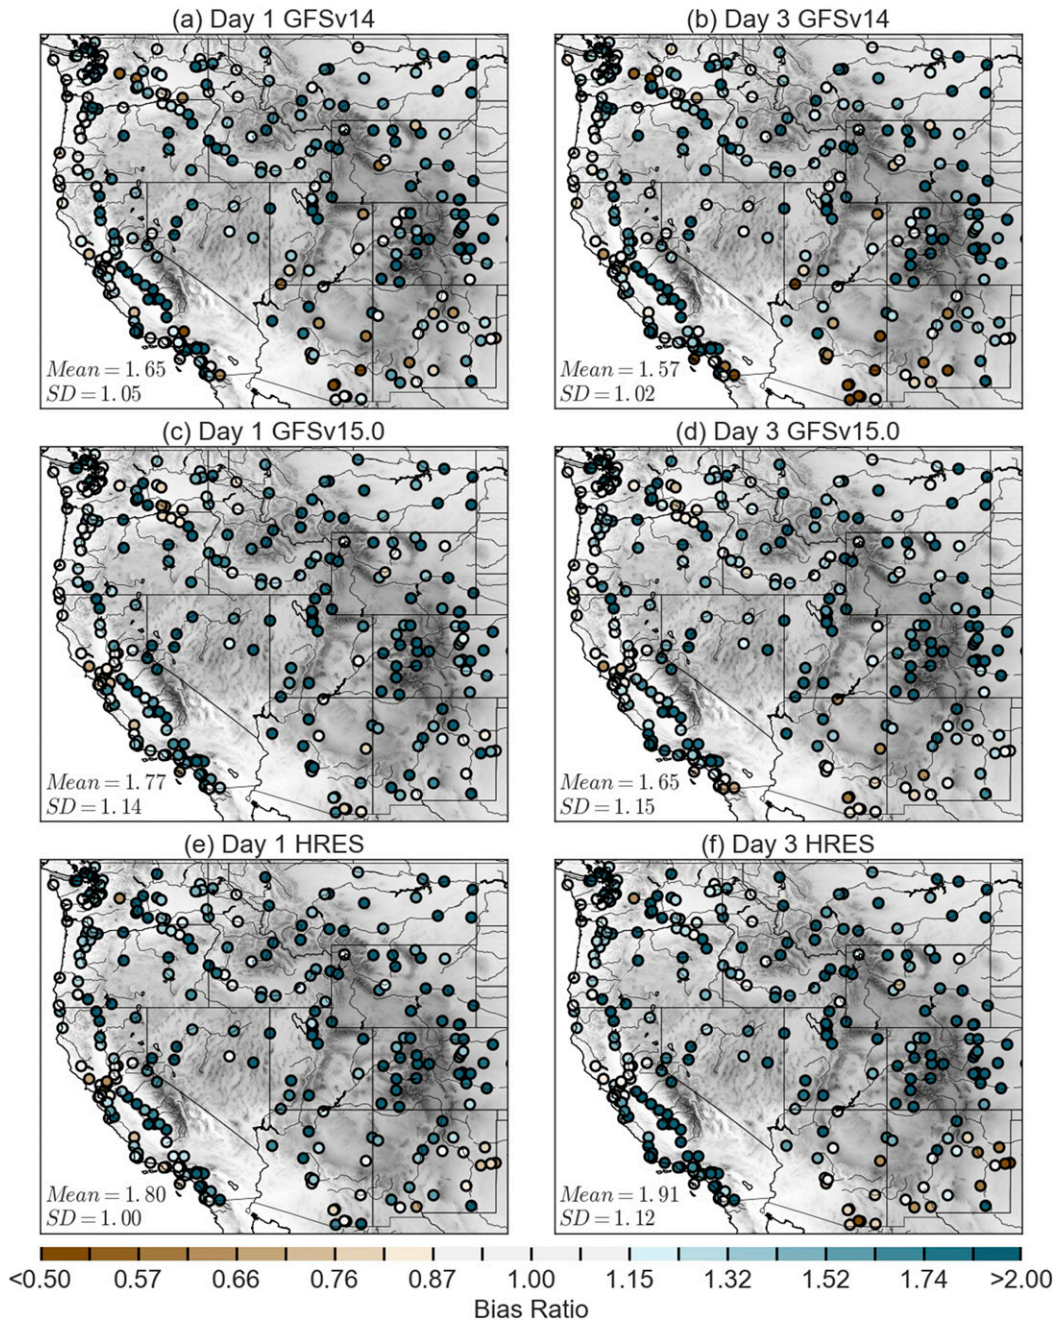 (a) Day 1 GFSv14
(b) Day 3 GFSv14
Mean = 1.65
SD = 1.05
Mean = 1.57
SD = 1.02
(c) Day 1 GFSv15.0
(d) Day 3 GFSv15.0
Mean = 1.77
SD = 1.14
Mean = 1.65
SD = 1.15
(e) Day 1 HRES
(f) Day 3 HRES
Mean = 1.80
SD = 1.00
Mean = 1.91
SD = 1.12
<0.50 0.57 0.66 0.76 0.87 1.00 1.15 1.32 1.52 1.74 >2.00
Bias Ratio